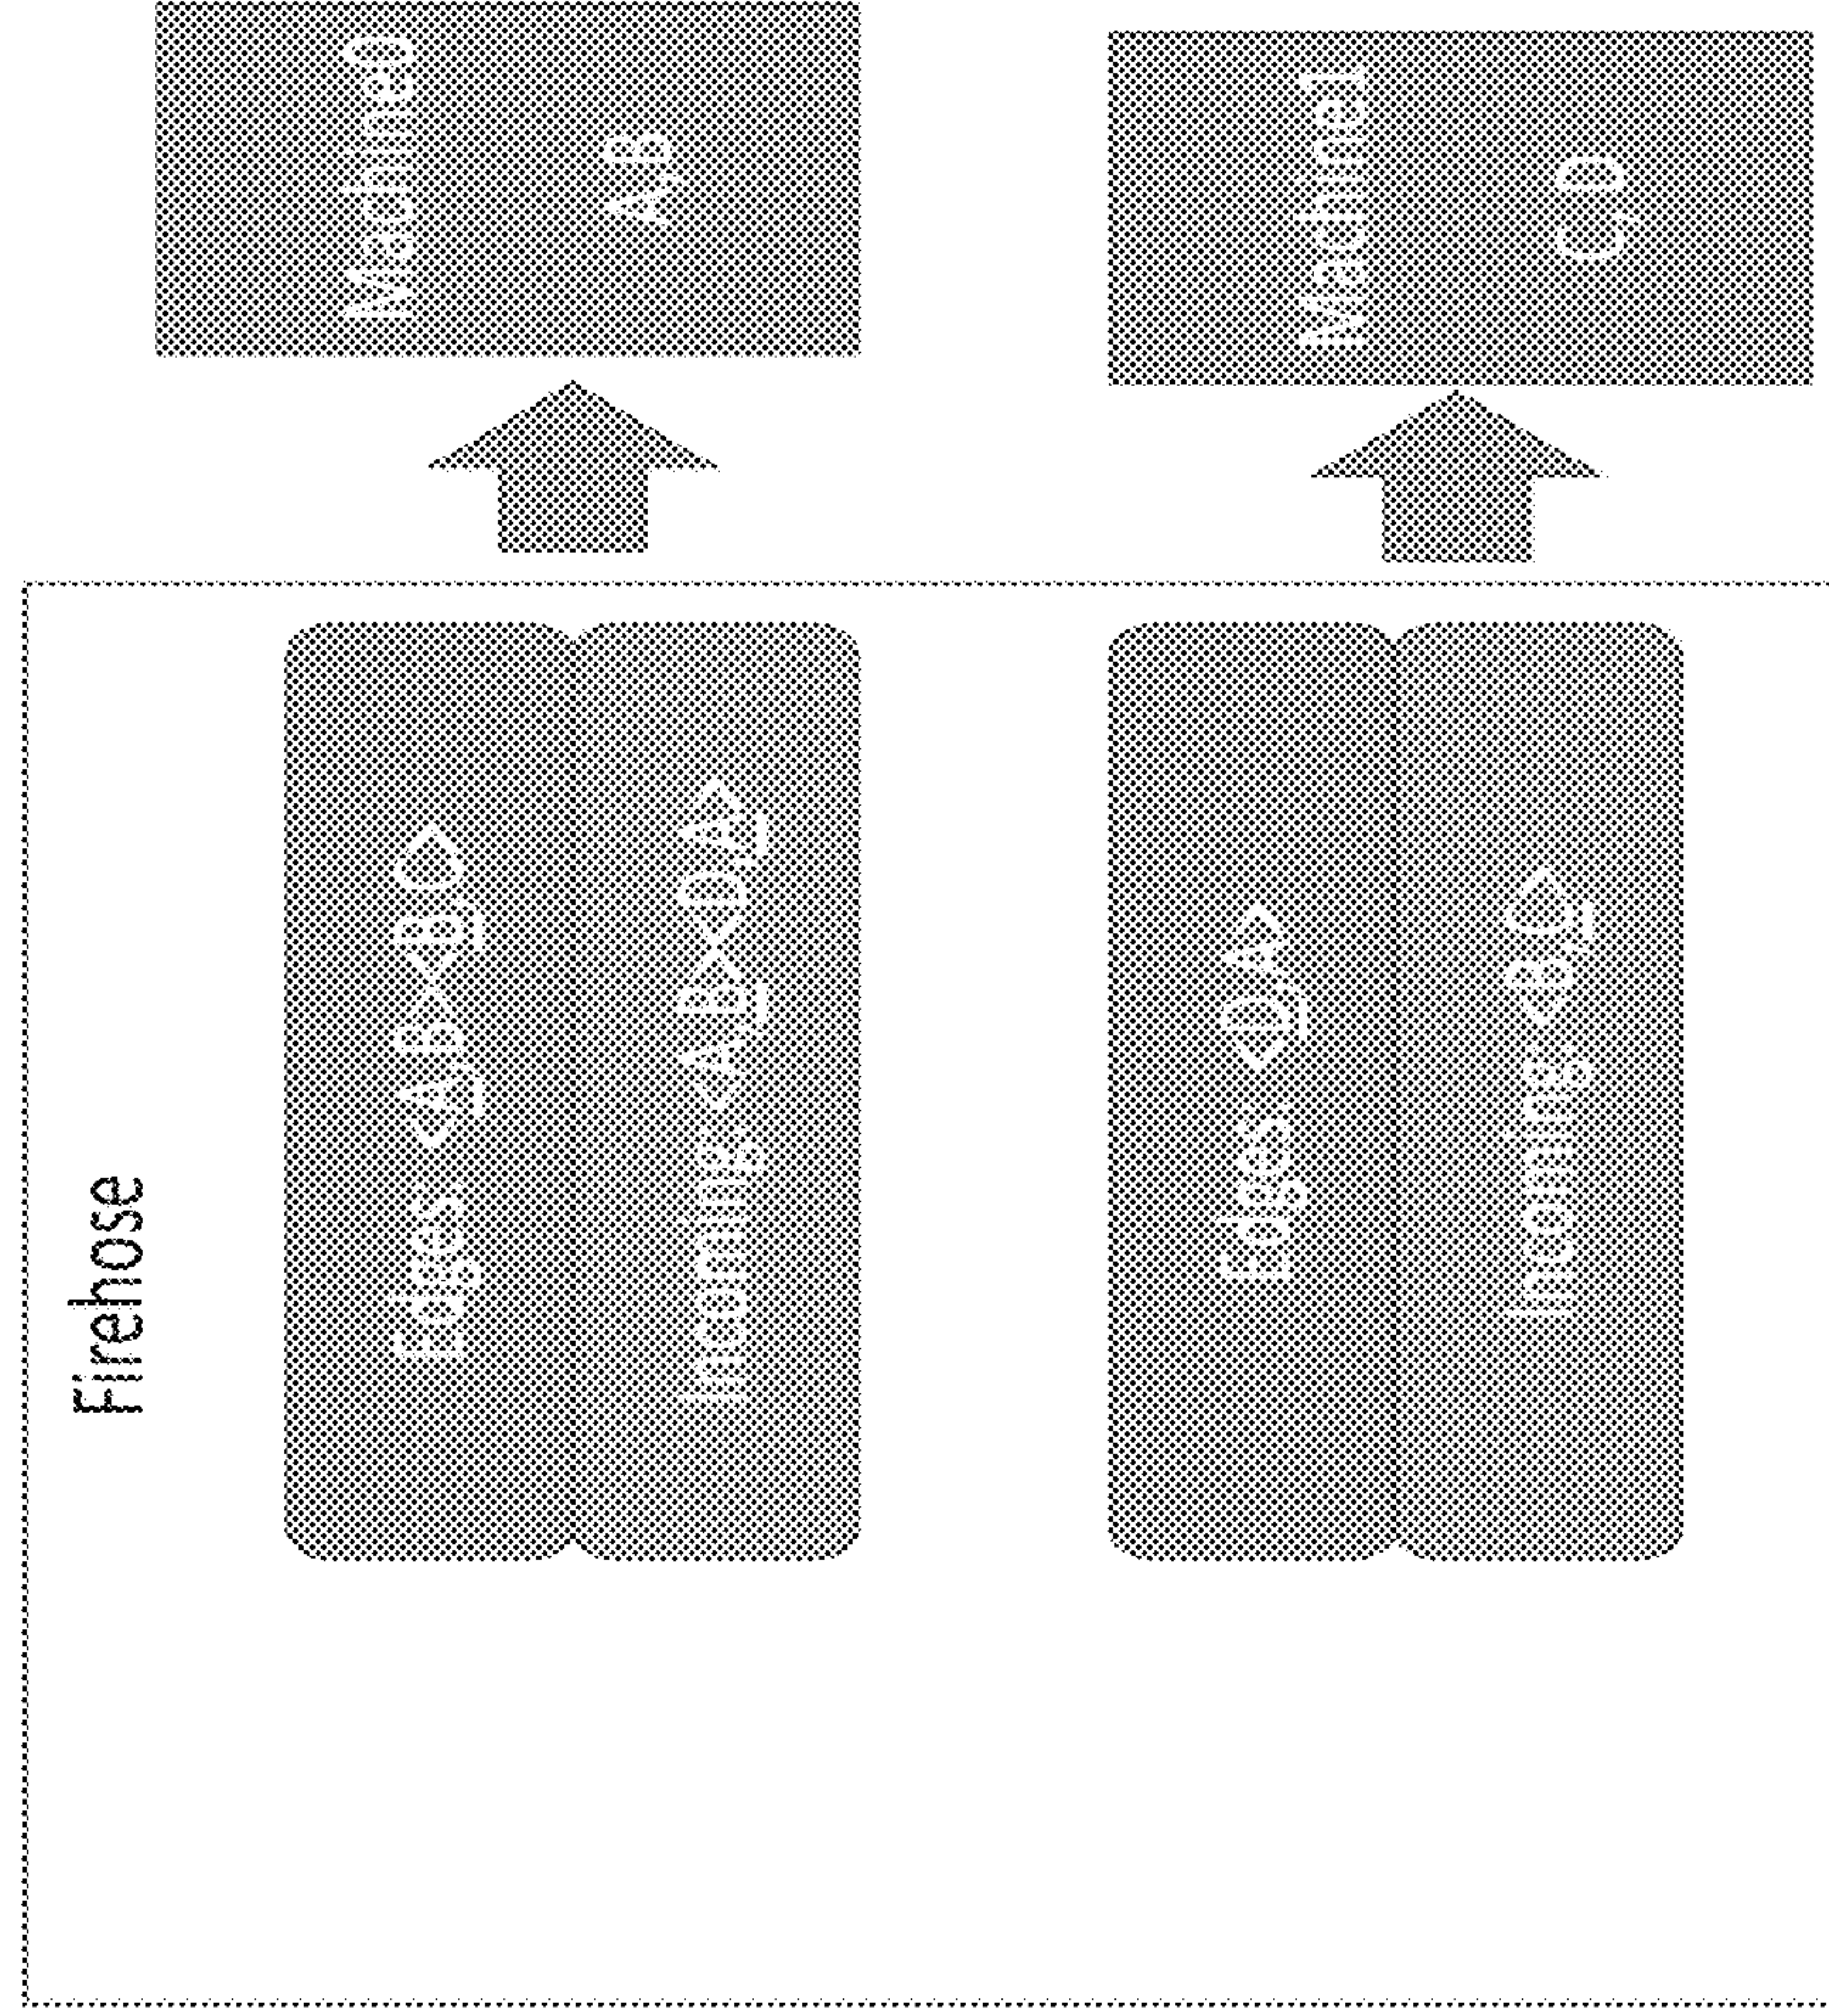 Firehose
Edges: <A,B><B,C>
Incoming: <A,B><D,A>
Machine0
A,B
Edges: <D,A>
Incoming: <B,C>
Machine1
C,D